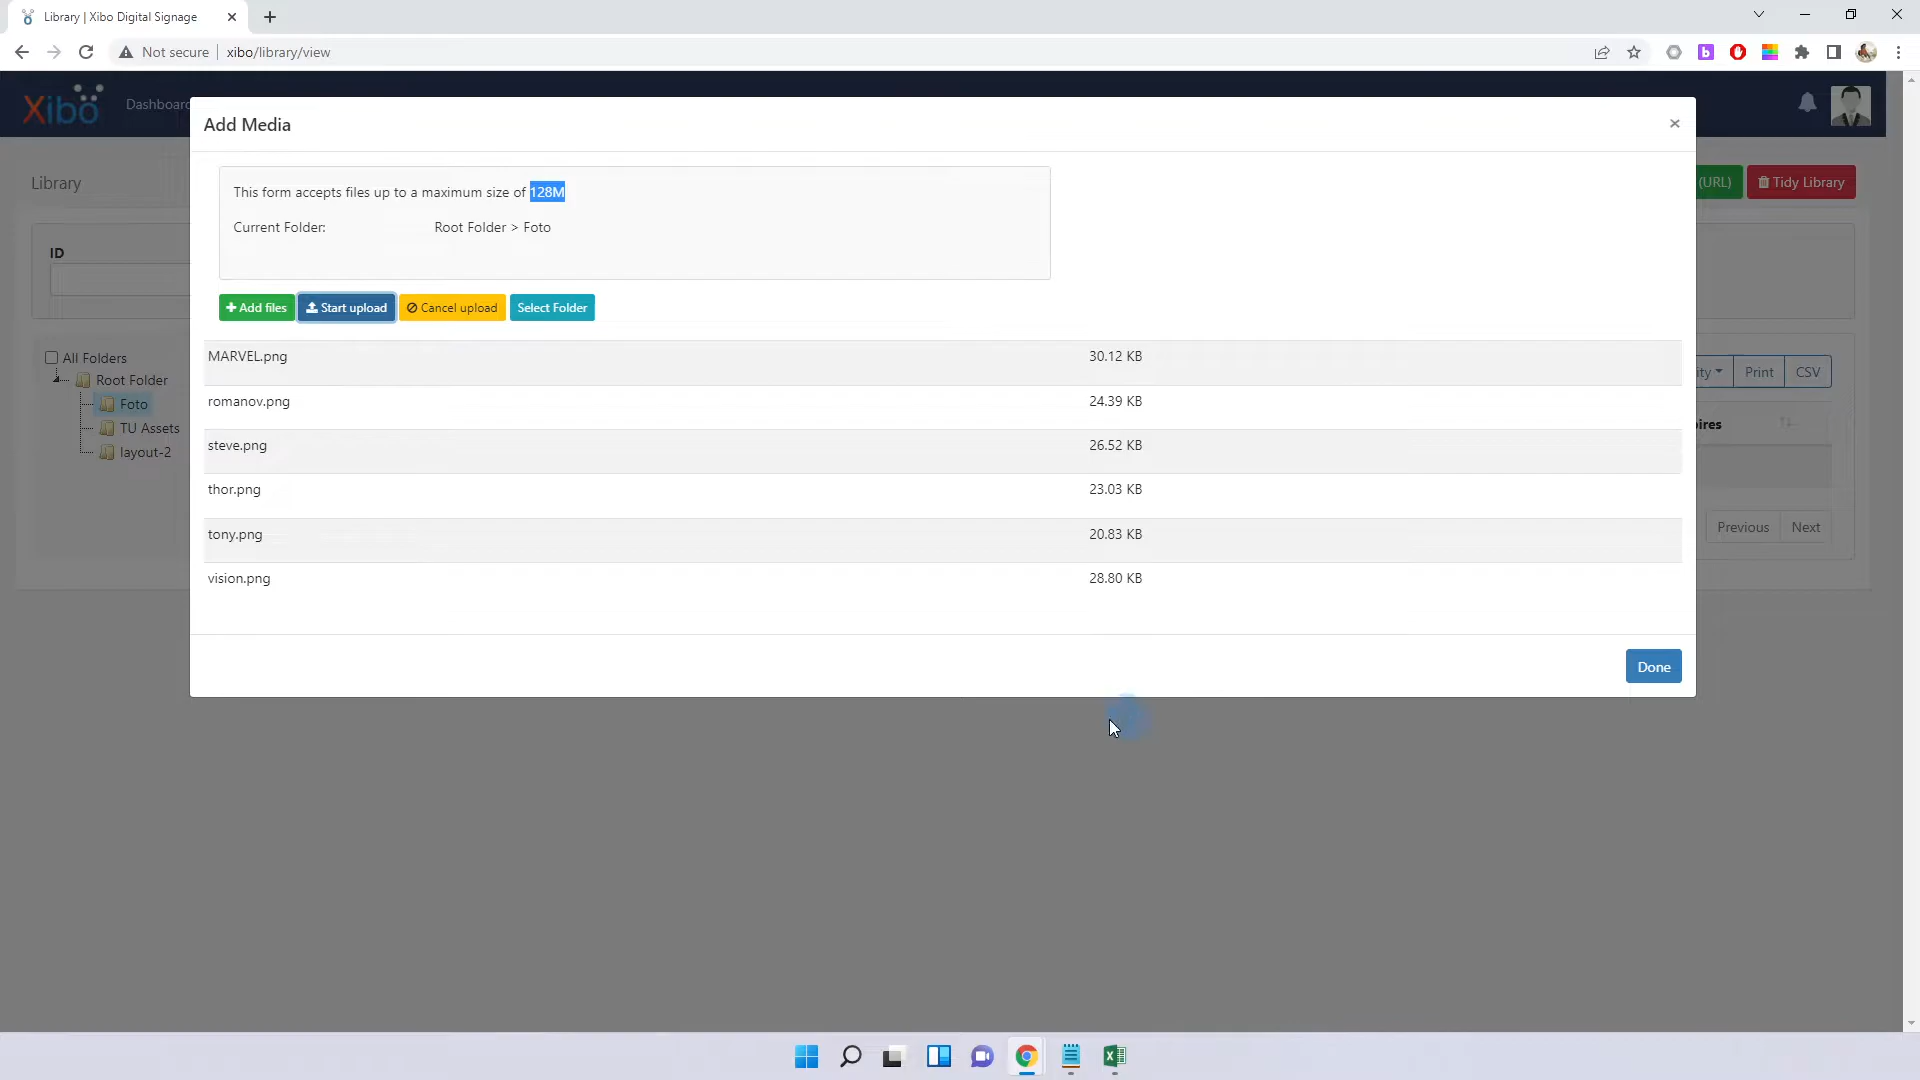 Library | Xibo Digital Signage
Not secure xibo/library/view
Xibo
Add Media
This form accepts files up to a maximum size of 128M
Current Folder: Root Folder > Foto
Library
(URL) Tidy Library
ID
Add files Start upload Cancel upload Select Folder
MARVEL.png 30.12 KB
romanov.png 24.39 KB
steve.png 26.52 KB
thor.png 23.03 KB
tony.png 20.83 KB
vision.png 28.80 KB
All Folders
Root Folder
Foto
TU Assets
layout-2
Print CSV
Previous Next
Done